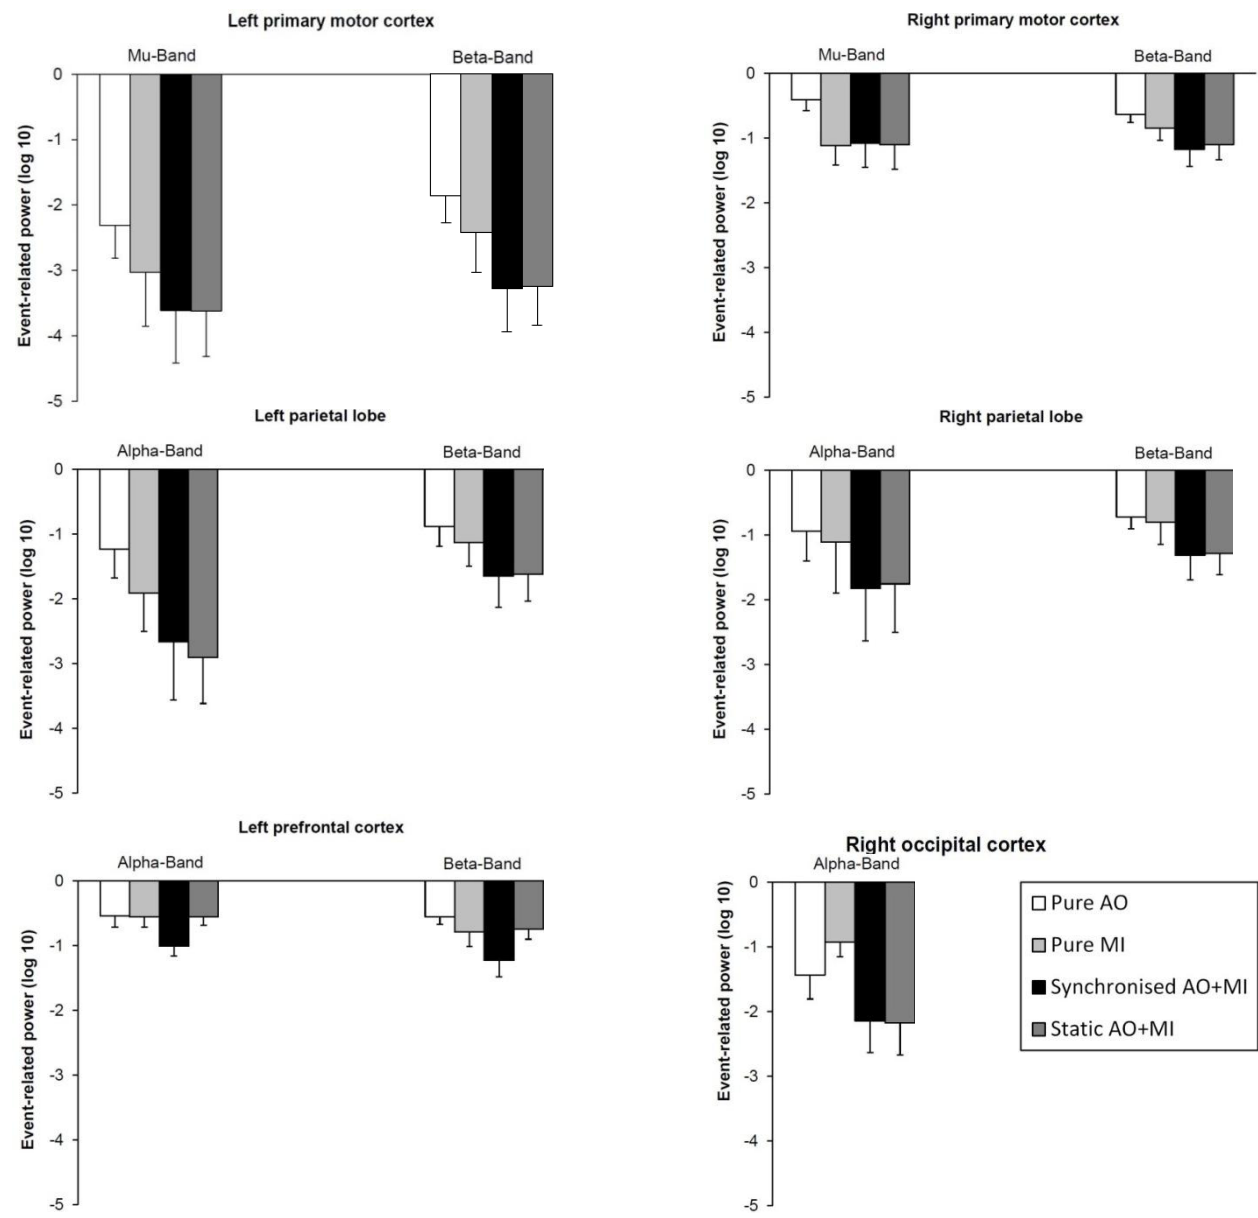 Left primary motor cortex
Mu-Band
Beta-Band
0
-1
-2
-3
-4
-5
Event-related power (log 10)
Right primary motor cortex
Mu-Band
Beta-Band
0
-1
-2
-3
-4
-5
Event-related power (log 10)
Left parietal lobe
Alpha-Band
Beta-Band
0
-1
-2
-3
-4
-5
Event-related power (log 10)
Right parietal lobe
Alpha-Band
Beta-Band
0
-1
-2
-3
-4
-5
Event-related power (log 10)
Left prefrontal cortex
Alpha-Band
Beta-Band
0
-1
-2
-3
-4
-5
Event-related power (log 10)
Right occipital cortex
Alpha-Band
0
-1
-2
-3
-4
-5
Event-related power (log 10)
Pure AO
Pure MI
Synchronised AO+MI
Static AO+MI